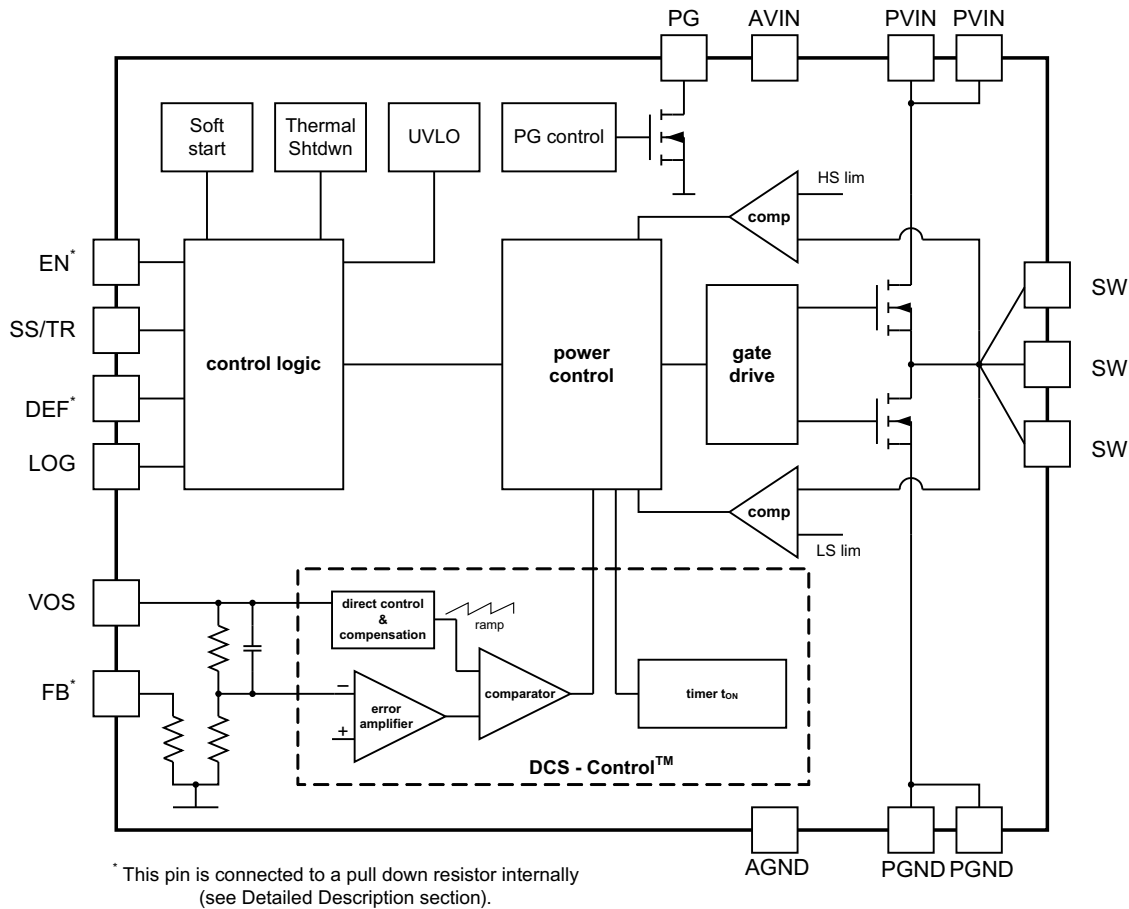 PG
AVIN
PVIN
PVIN
Soft
start
Thermal
Shtdwn
UVLO
PG control
HS lim
comp
EN*
SS/TR
DEF*
LOG
control logic
power
control
gate
drive
SW
SW
SW
comp
LS lim
VOS
FB*
direct control
&
compensation
ramp
−
error
amplifier
+
comparator
timer tON
DCS - Control™
AGND
PGND
PGND
* This pin is connected to a pull down resistor internally
(see Detailed Description section).